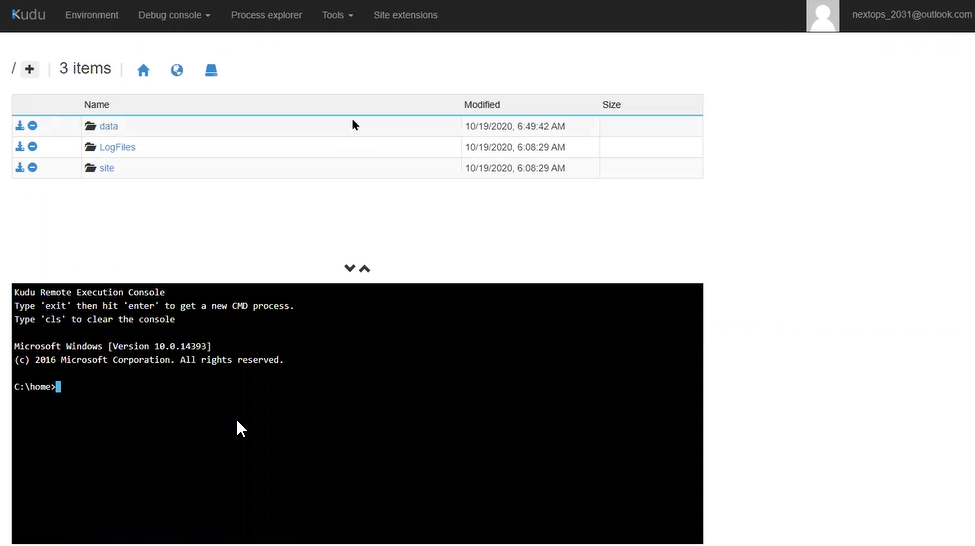 Kudu Environment Debug console Process explorer Tools Site extensions nextops_2031@outlook.com
/ + | 3 items |
Name Modified Size
data 10/19/2020, 6:49:42 AM
LogFiles 10/19/2020, 6:08:29 AM
site 10/19/2020, 6:08:29 AM
Kudu Remote Execution Console
Type 'exit' then hit 'enter' to get a new CMD process.
Type 'cls' to clear the console
Microsoft Windows [Version 10.0.14393]
(c) 2016 Microsoft Corporation. All rights reserved.
C:\home>